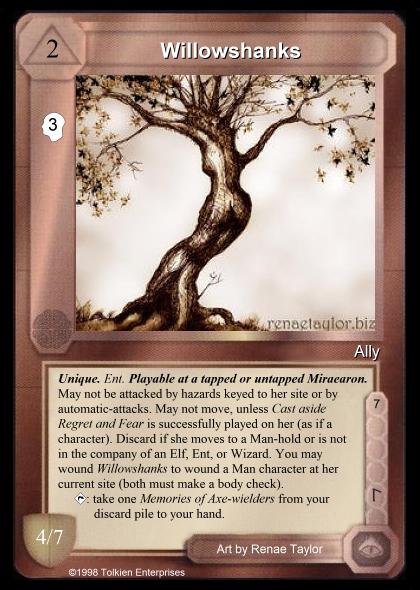 2
Willowshanks
3
renaetaylor.biz
Ally
Unique. Ent. Playable at a tapped or untapped Miraearon.
May not be attacked by hazards keyed to her site or by
automatic-attacks. May not move, unless Cast aside
Regret and Fear is successfully played on her (as if a
character). Discard if she moves to a Man-hold or is not
in the company of an Elf, Ent, or Wizard. You may
wound Willowshanks to wound a Man character at her
current site (both must make a body check).
: take one Memories of Axe-wielders from your
discard pile to your hand.
7
4/7
Art by Renae Taylor
©1998 Tolkien Enterprises